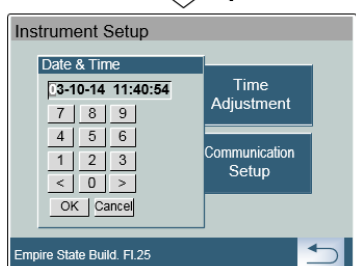 Instrument Setup
Date & Time
03-10-14 11:40:54
7 8 9
4 5 6
1 2 3
< 0 >
OK Cancel
Time
Adjustment
Communication
Setup
Empire State Build. Fl.25